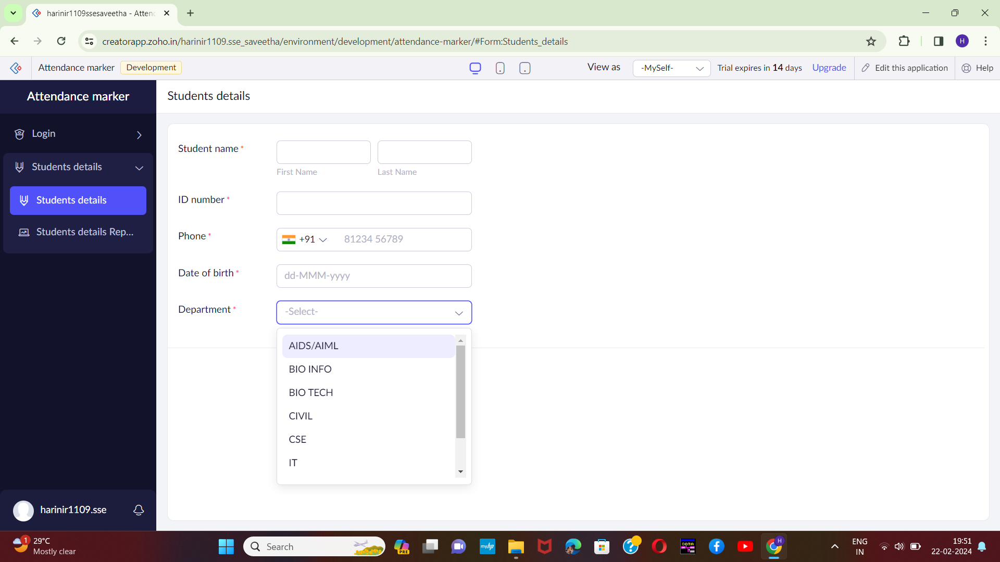 harinir1109ssesaveetha - Atten
creatorapp.zoho.in/harinir1109.sse_saveetha/environment/development/attendance-marker/#Form:Students_details
H
Attendance marker
Development
View as
-MySelf-
Trial expires in 14 days
Upgrade
Edit this application
Help
Attendance marker
Login
Students details
Students details
Students details Rep...
harinir1109.sse
Students details
Student name *
First Name
Last Name
ID number *
Phone *
+91
81234 56789
Date of birth *
dd-MMM-yyyy
Department *
-Select-
AIDS/AIML
BIO INFO
BIO TECH
CIVIL
CSE
IT
1
29°C
Mostly clear
Search
PRE
myhp
DATA
H
ENG
IN
19:51
22-02-2024